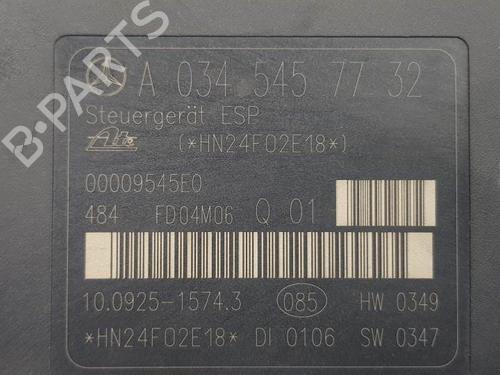 A 034 545 77 32
Steuergerät ESP
Ate (*HN24F02E18*)
00009545E0
484 FD04M06 Q 01
10.0925-1574.3 085 HW 0349
*HN24F02E18* DI 0106 SW 0347
B-PARTS